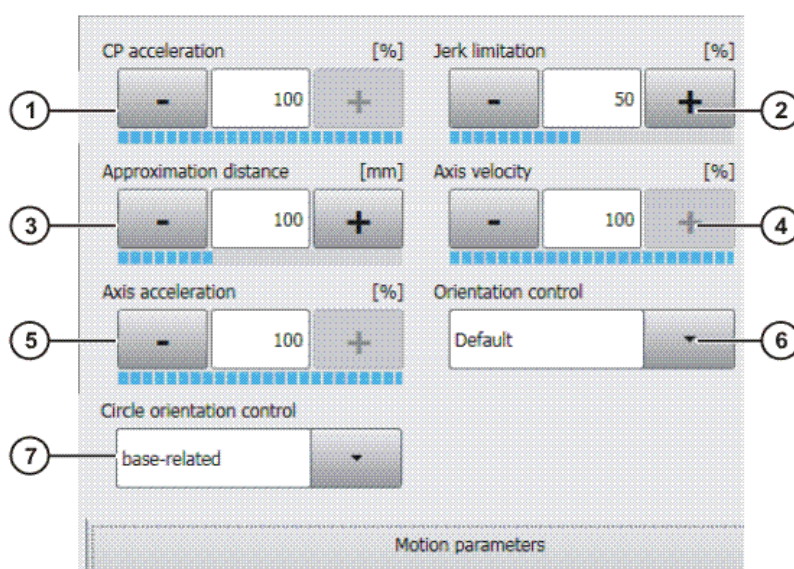 CP acceleration [%] Jerk limitation [%]
1 - 100 + - 50 + 2
Approximation distance [mm] Axis velocity [%]
3 - 100 + - 100 + 4
Axis acceleration [%] Orientation control
5 - 100 + Default 6
Circle orientation control
7 base-related
Motion parameters